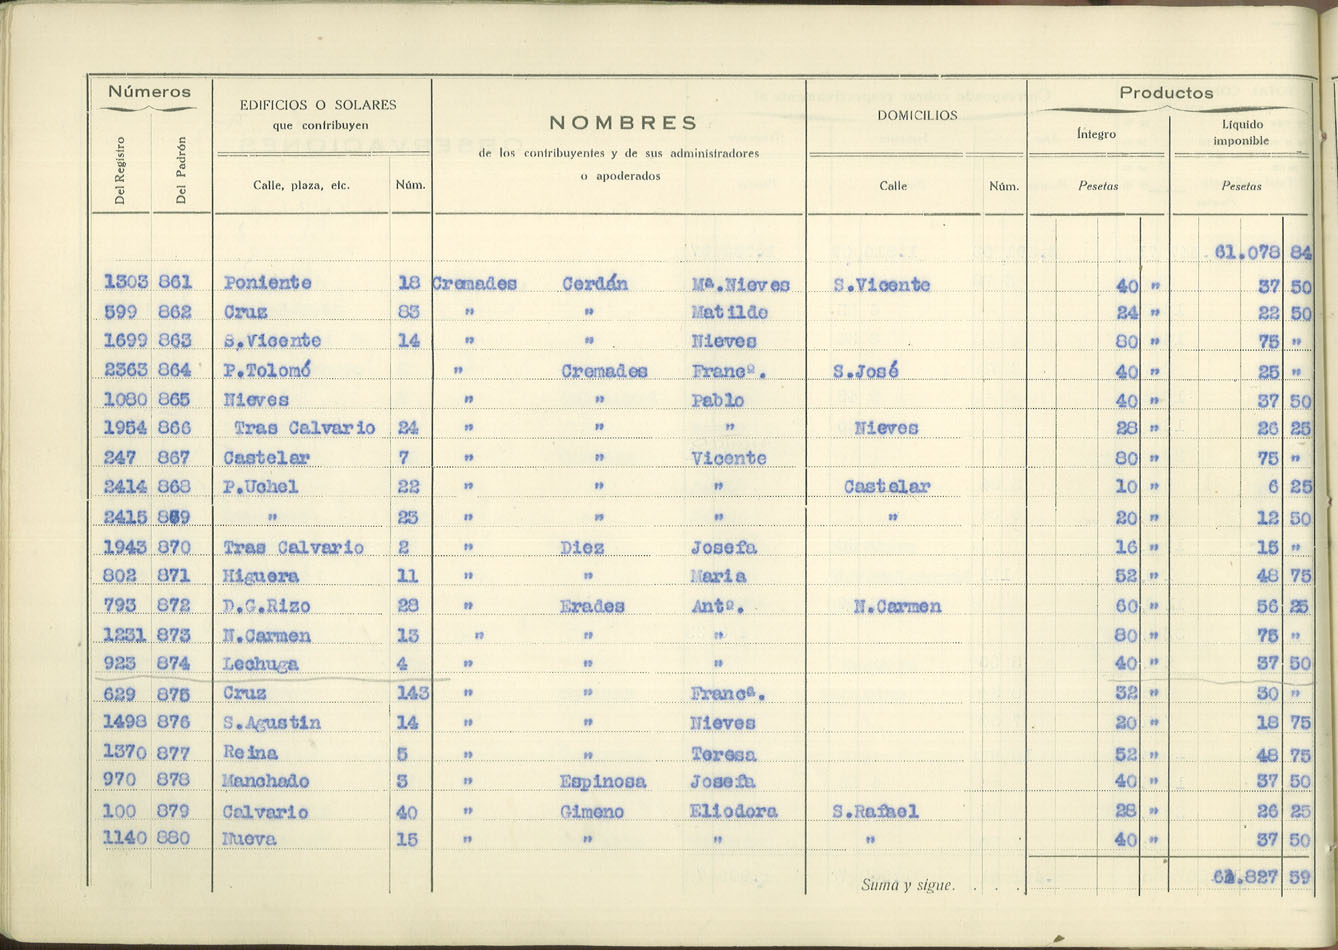 Números
EDIFICIOS O SOLARES
que contribuyen
NOMBRES
de los contribuyentes y de sus administradores
o apoderados
DOMICILIOS
Productos
Del Registro
Del Padrón
Calle, plaza, etc.
Núm.
Calle
Núm.
Íntegro
Pesetas
Líquido
imponible
Pesetas
61.078 84
1303 861 Poniente 18 Cremades Cerdán Mª.Nieves S.Vicente 40 " 37 50
599 862 Cruz 83 " " Matilde 24 " 22 50
1699 863 S.Vicente 14 " " Nieves 80 " 75 "
2363 864 P.Tolomó " Cremades Francº. S.José 40 " 25 "
1080 865 Nieves " " Pablo 40 " 37 50
1954 866 Tras Calvario 24 " " " Nieves 28 " 26 25
247 867 Castelar 7 " " Vicente 80 " 75 "
2414 868 P.Uchel 22 " " " Castelar 10 " 6 25
2415 869 " 23 " " " " 20 " 12 50
1943 870 Tras Calvario 2 " Diez Josefa 16 " 15 "
802 871 Higuera 11 " " Maria 52 " 48 75
793 872 D.G.Rizo 28 " Erades Antº. N.Carmen 60 " 56 25
1231 873 N.Carmen 13 " " " 80 " 75 "
923 874 Lechuga 4 " " " 40 " 37 50
629 875 Cruz 143 " " Francª. 32 " 30 "
1498 876 S.Agustin 14 " " Nieves 20 " 18 75
1370 877 Reina 5 " " Teresa 52 " 48 75
970 878 Manchado 3 " Espinosa Josefa 40 " 37 50
100 879 Calvario 40 " Gimeno Eliodora S.Rafael 28 " 26 25
1140 880 Nueva 15 " " " " 40 " 37 50
Suma y sigue. . . . 61.827 59